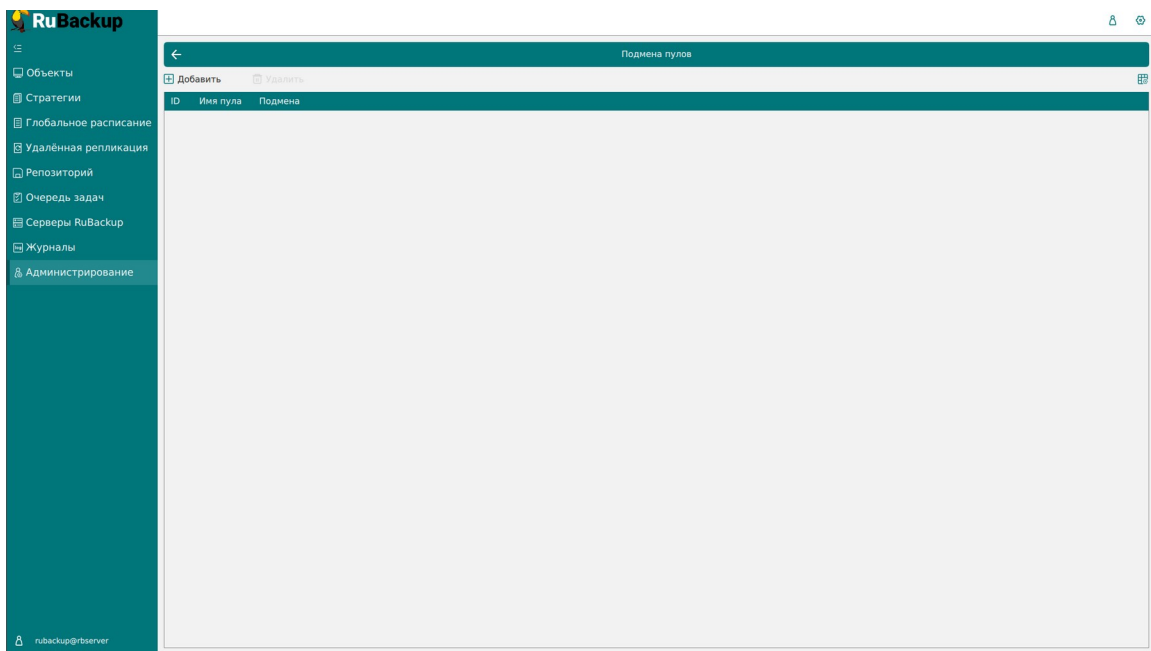 RuBackup
Подмена пулов
Объекты
Добавить
Удалить
Стратегии
ID Имя пула Подмена
Глобальное расписание
Удалённая репликация
Репозиторий
Очередь задач
Серверы RuBackup
Журналы
Администрирование
rubackup@rbserver